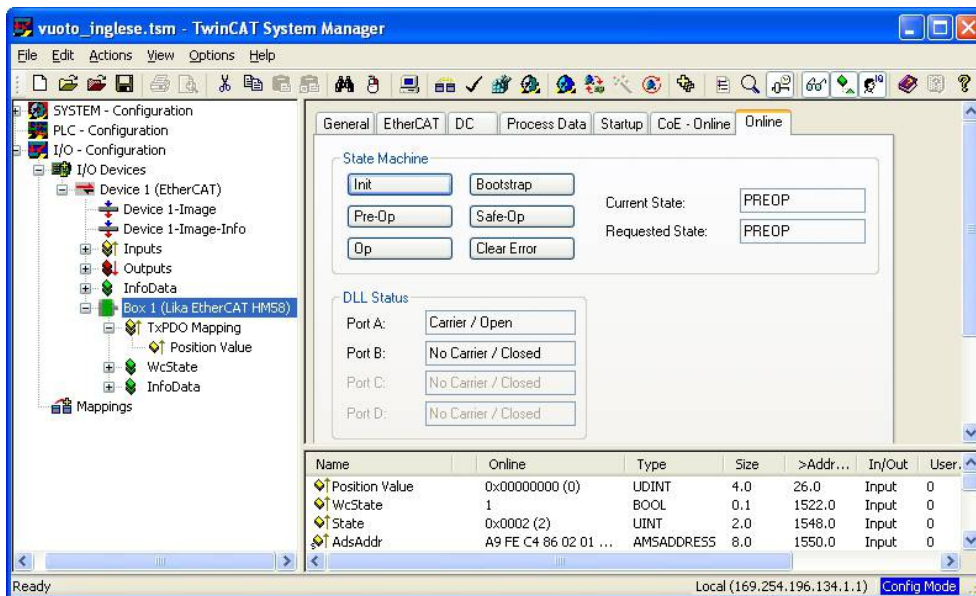 vuoto_inglese.tsm - TwinCAT System Manager
File Edit Actions View Options Help
SYSTEM - Configuration
PLC - Configuration
I/O - Configuration
I/O Devices
Device 1 (EtherCAT)
Device 1-Image
Device 1-Image-Info
Inputs
Outputs
InfoData
Box 1 (Lika EtherCAT HM58)
TxPDO Mapping
Position Value
WcState
InfoData
Mappings
General EtherCAT DC Process Data Startup CoE - Online Online
State Machine
Init Bootstrap
Pre-Op Safe-Op
Op Clear Error
Current State: PREOP
Requested State: PREOP
DLL Status
Port A: Carrier / Open
Port B: No Carrier / Closed
Port C: No Carrier / Closed
Port D: No Carrier / Closed
Name Online Type Size >Addr... In/Out User.
Position Value 0x00000000 (0) UDINT 4.0 26.0 Input 0
WcState 1 BOOL 0.1 1522.0 Input 0
State 0x0002 (2) UINT 2.0 1548.0 Input 0
AdsAddr A9 FE C4 86 02 01 ... AMSADDRESS 8.0 1550.0 Input 0
Ready Local (169.254.196.134.1.1) Config Mode